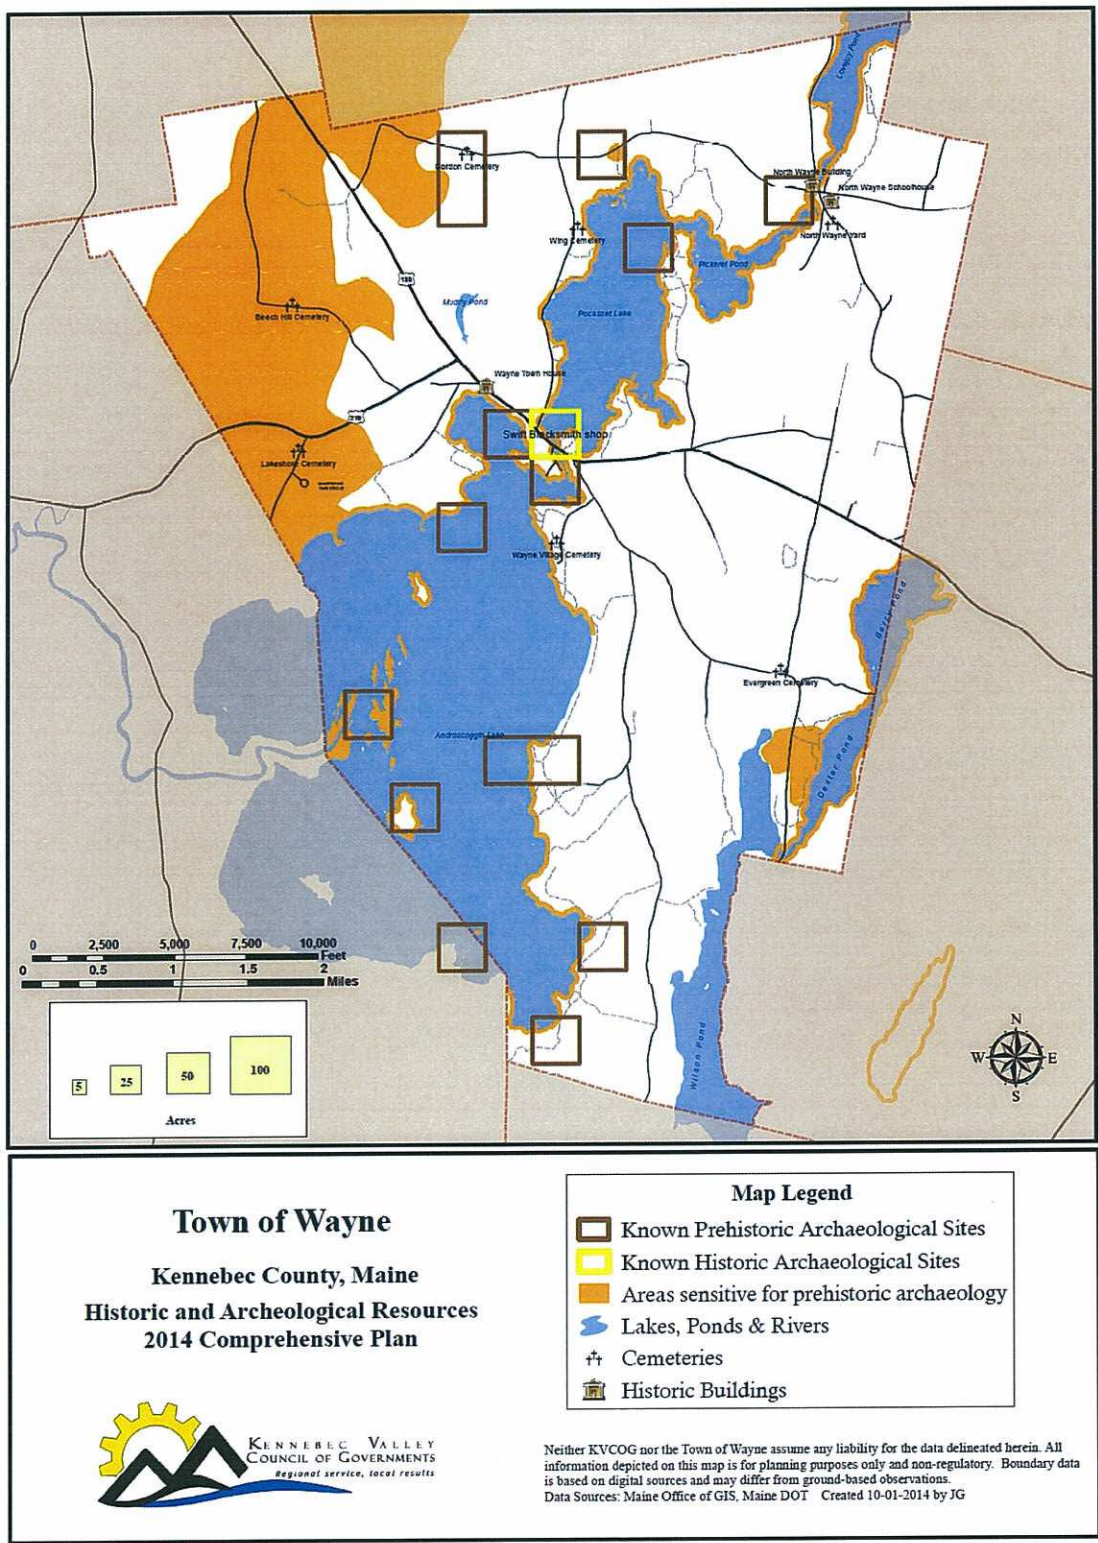 Lovejoy Pond
Gordon Cemetery
North Wayne Building
North Wayne Schoolhouse
Wing Cemetery
North Wayne Yard
Pickerel Pond
133
Muddy Pond
Pocasset Lake
Beech Hill Cemetery
Wayne Town House
219
Swift Blacksmith shop
Lakeshore Cemetery
Wayne Village Cemetery
Berry Pond
Evergreen Cemetery
Androscoggin Lake
Dexter Pond
Wilson Pond
0 2,500 5,000 7,500 10,000
Feet
0 0.5 1 1.5 2
Miles
5 25 50 100
Acres
N
W E
S
Town of Wayne
Kennebec County, Maine
Historic and Archeological Resources
2014 Comprehensive Plan
KENNEBEC VALLEY
COUNCIL OF GOVERNMENTS
Regional service, local results
Map Legend
Known Prehistoric Archaeological Sites
Known Historic Archaeological Sites
Areas sensitive for prehistoric archaeology
Lakes, Ponds & Rivers
Cemeteries
Historic Buildings
Neither KVCOG nor the Town of Wayne assume any liability for the data delineated herein. All
information depicted on this map is for planning purposes only and non-regulatory. Boundary data
is based on digital sources and may differ from ground-based observations.
Data Sources: Maine Office of GIS, Maine DOT Created 10-01-2014 by JG